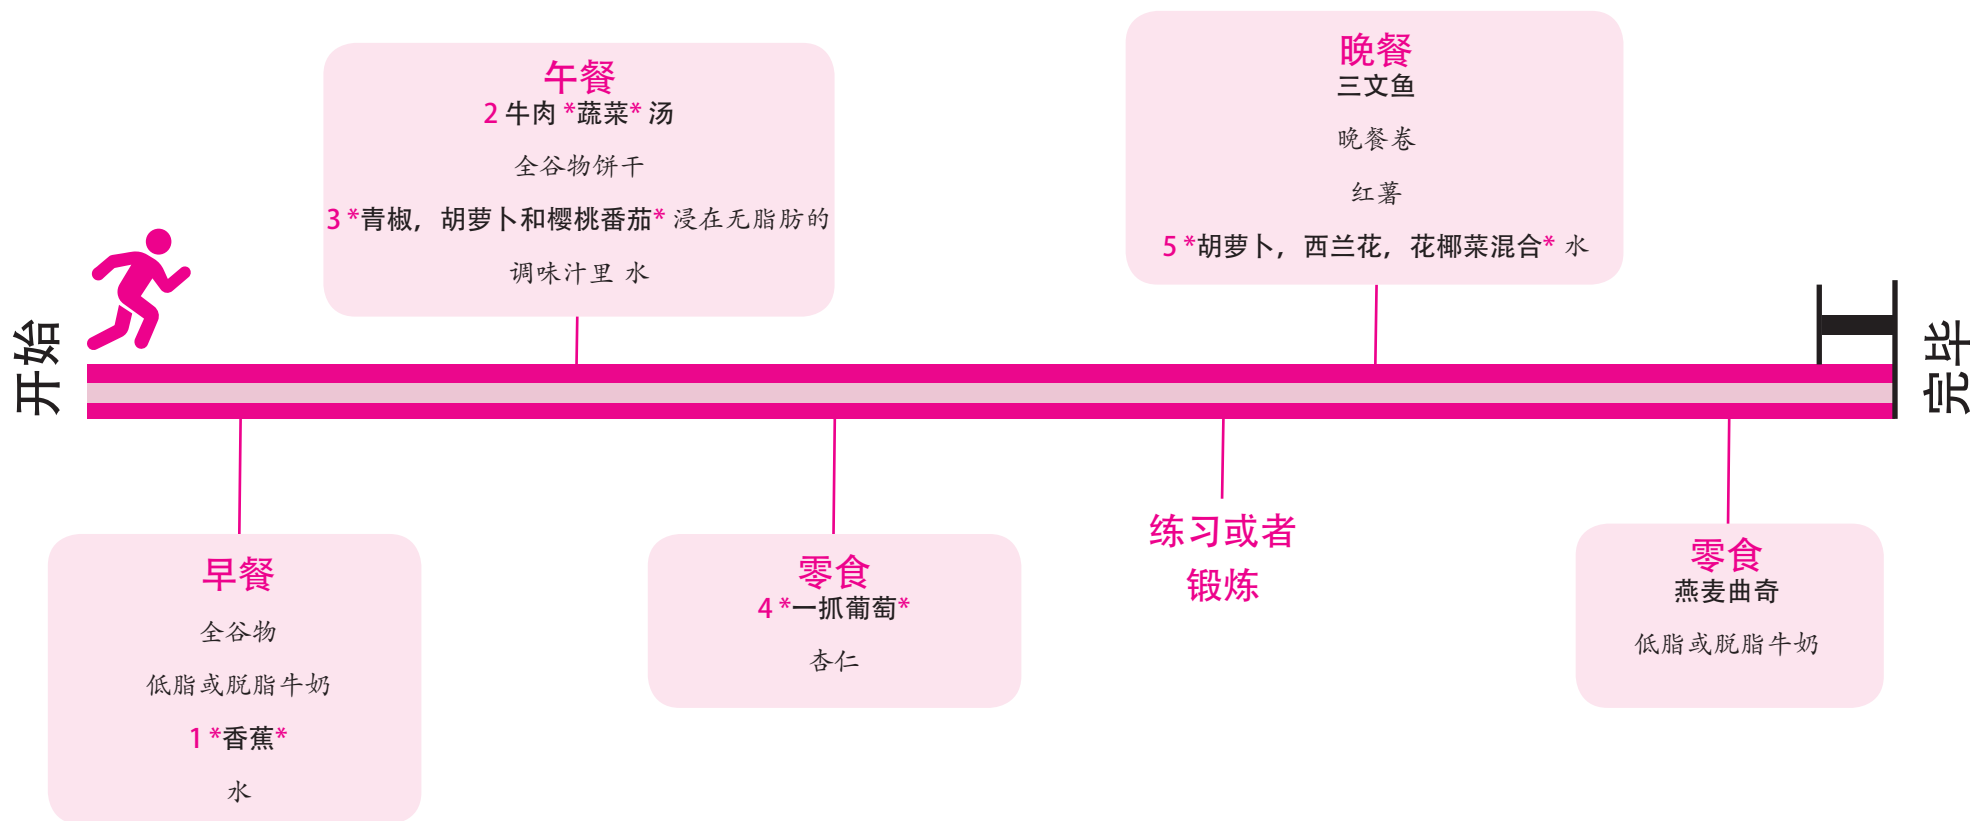 开始
早餐
全谷物
低脂或脱脂牛奶
1 *香蕉*
水
午餐
2 牛肉 *蔬菜* 汤
全谷物饼干
3 *青椒，胡萝卜和樱桃番茄* 浸在无脂肪的
调味汁里 水
零食
4 *一抓葡萄*
杏仁
练习或者
锻炼
晚餐
三文鱼
晚餐卷
红薯
5 *胡萝卜，西兰花，花椰菜混合* 水
零食
燕麦曲奇
低脂或脱脂牛奶
完毕